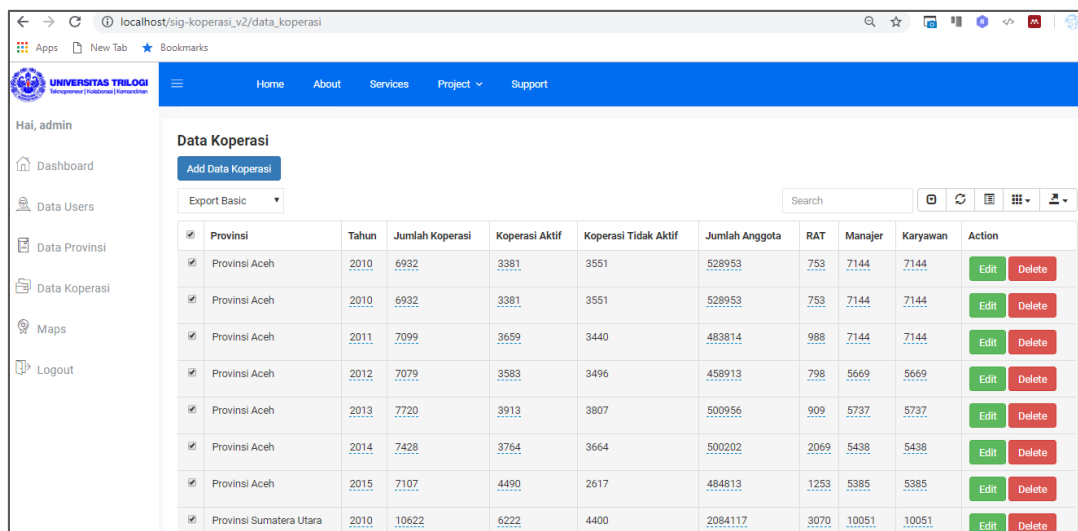 localhost/sig-koperasi_v2/data_koperasi
Apps New Tab Bookmarks
UNIVERSITAS TRILOGI
Teknopreneur | Kolaborasi | Kemandirian
Home About Services Project Support
Hai, admin
Dashboard
Data Users
Data Provinsi
Data Koperasi
Maps
Logout
Data Koperasi
Add Data Koperasi
Export Basic Search
Provinsi Tahun Jumlah Koperasi Koperasi Aktif Koperasi Tidak Aktif Jumlah Anggota RAT Manajer Karyawan Action
Provinsi Aceh 2010 6932 3381 3551 528953 753 7144 7144 Edit Delete
Provinsi Aceh 2010 6932 3381 3551 528953 753 7144 7144 Edit Delete
Provinsi Aceh 2011 7099 3659 3440 483814 988 7144 7144 Edit Delete
Provinsi Aceh 2012 7079 3583 3496 458913 798 5669 5669 Edit Delete
Provinsi Aceh 2013 7720 3913 3807 500956 909 5737 5737 Edit Delete
Provinsi Aceh 2014 7428 3764 3664 500202 2069 5438 5438 Edit Delete
Provinsi Aceh 2015 7107 4490 2617 484813 1253 5385 5385 Edit Delete
Provinsi Sumatera Utara 2010 10622 6222 4400 2084117 3070 10051 10051 Edit Delete